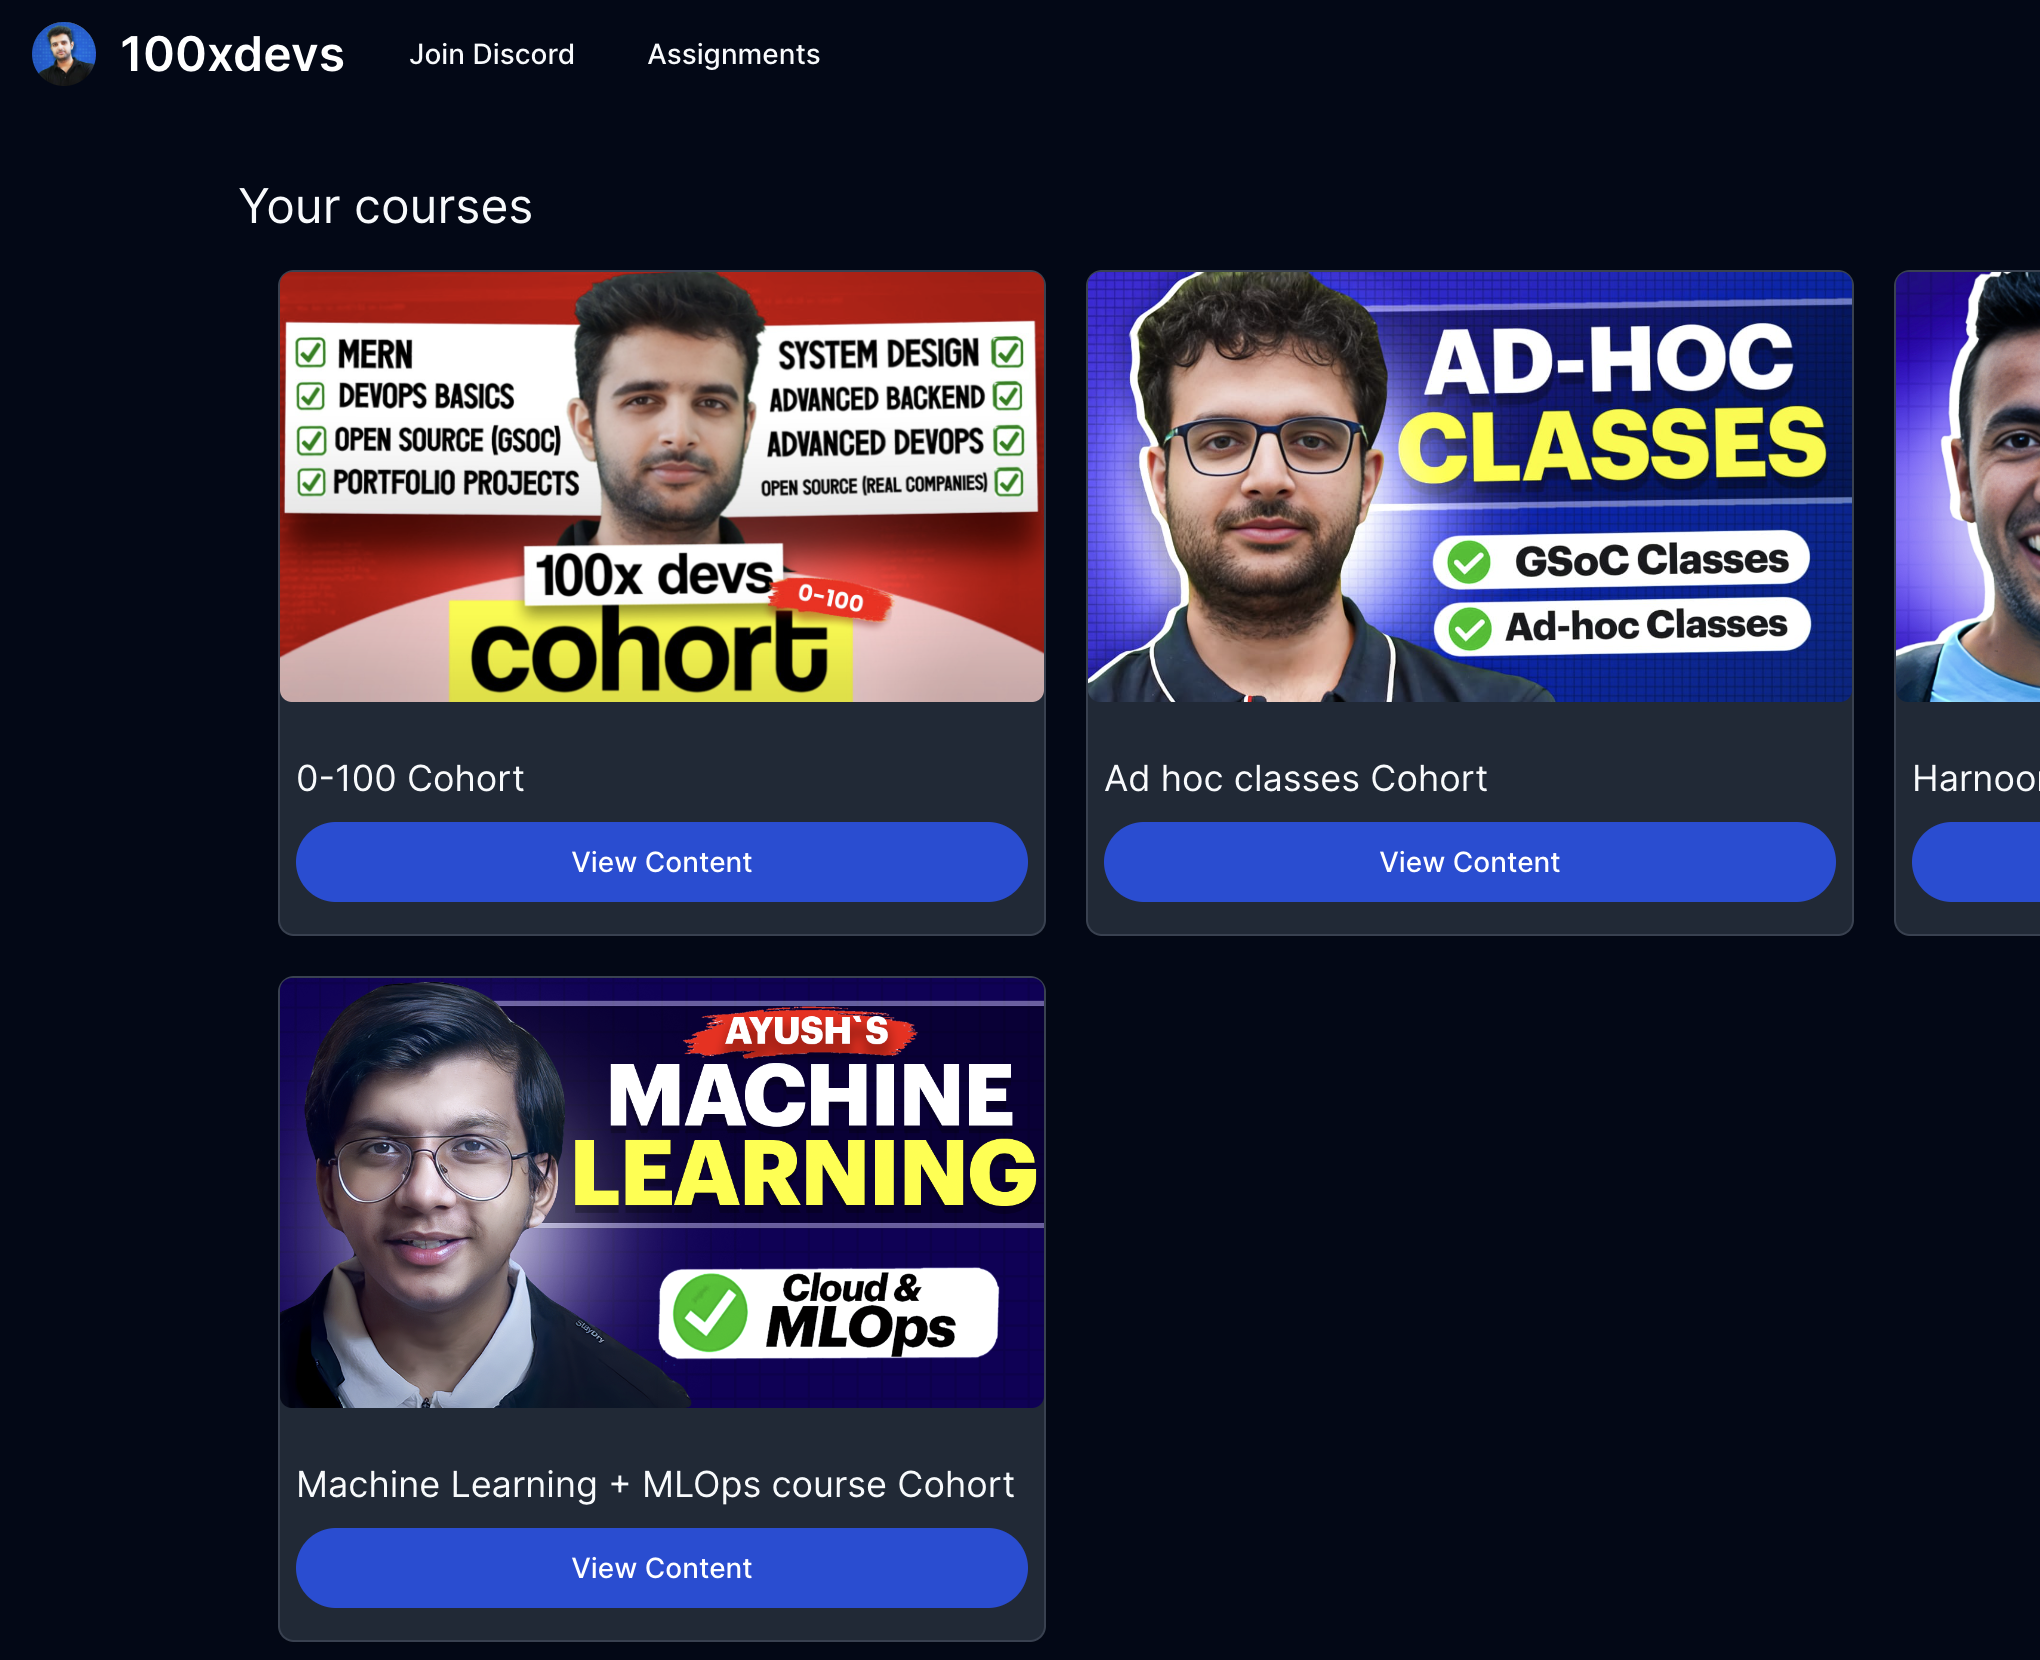 100xdevs
Join Discord
Assignments
Your courses
MERN
DEVOPS BASICS
OPEN SOURCE (GSOC)
PORTFOLIO PROJECTS
SYSTEM DESIGN
ADVANCED BACKEND
ADVANCED DEVOPS
OPEN SOURCE (REAL COMPANIES)
100x devs
0-100
cohort
0-100 Cohort
View Content
AD-HOC
CLASSES
GSoC Classes
Ad-hoc Classes
Ad hoc classes Cohort
View Content
AYUSH`S
MACHINE
LEARNING
Cloud &
MLOps
StayDry
Machine Learning + MLOps course Cohort
View Content